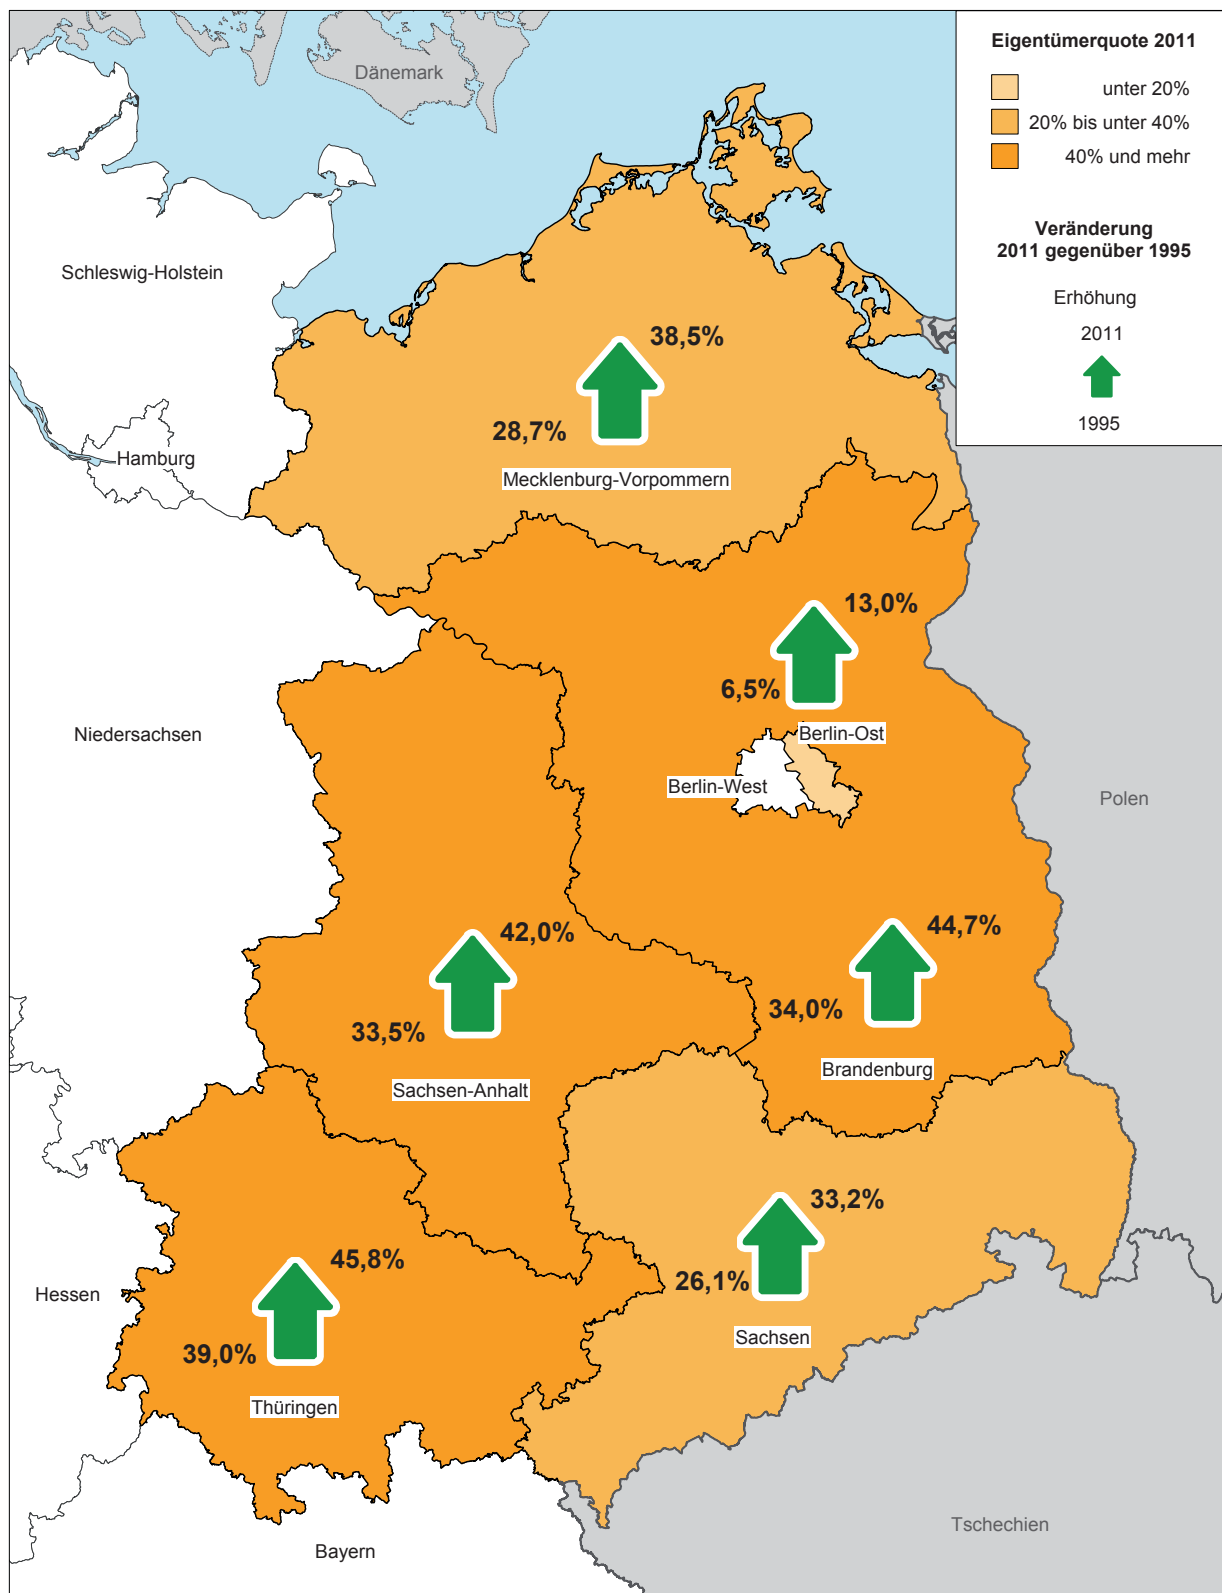 Dänemark
Eigentümerquote 2011
unter 20%
20% bis unter 40%
40% und mehr
Veränderung
2011 gegenüber 1995
Erhöhung
2011
1995
Schleswig-Holstein
Hamburg
38,5%
28,7%
Mecklenburg-Vorpommern
13,0%
6,5%
Berlin-Ost
Berlin-West
Niedersachsen
Polen
42,0%
33,5%
Sachsen-Anhalt
44,7%
34,0%
Brandenburg
33,2%
26,1%
Sachsen
45,8%
39,0%
Thüringen
Hessen
Bayern
Tschechien